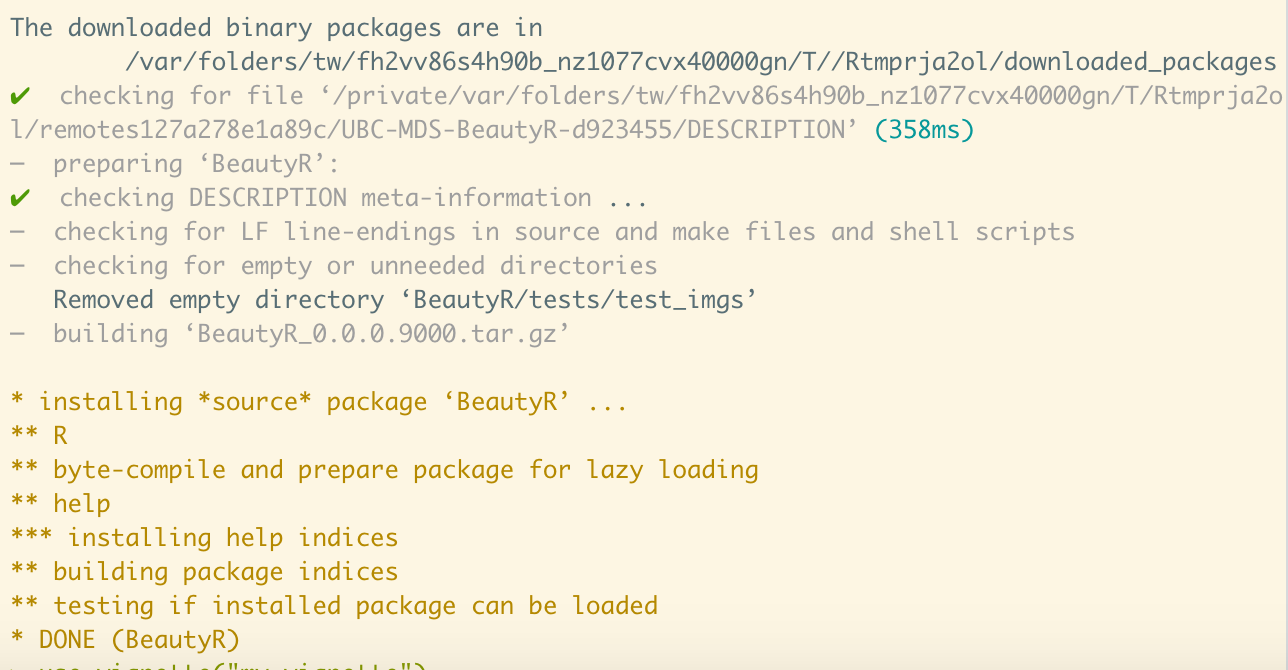 The downloaded binary packages are in
/var/folders/tw/fh2vv86s4h90b_nz1077cvx40000gn/T//Rtmprja2ol/downloaded_packages
✔  checking for file ‘/private/var/folders/tw/fh2vv86s4h90b_nz1077cvx40000gn/T/Rtmprja2o
l/remotes127a278e1a89c/UBC-MDS-BeautyR-d923455/DESCRIPTION’ (358ms)
─  preparing ‘BeautyR’:
✔  checking DESCRIPTION meta-information ...
─  checking for LF line-endings in source and make files and shell scripts
─  checking for empty or unneeded directories
Removed empty directory ‘BeautyR/tests/test_imgs’
─  building ‘BeautyR_0.0.0.9000.tar.gz’
* installing *source* package ‘BeautyR’ ...
** R
** byte-compile and prepare package for lazy loading
** help
*** installing help indices
** building package indices
** testing if installed package can be loaded
* DONE (BeautyR)